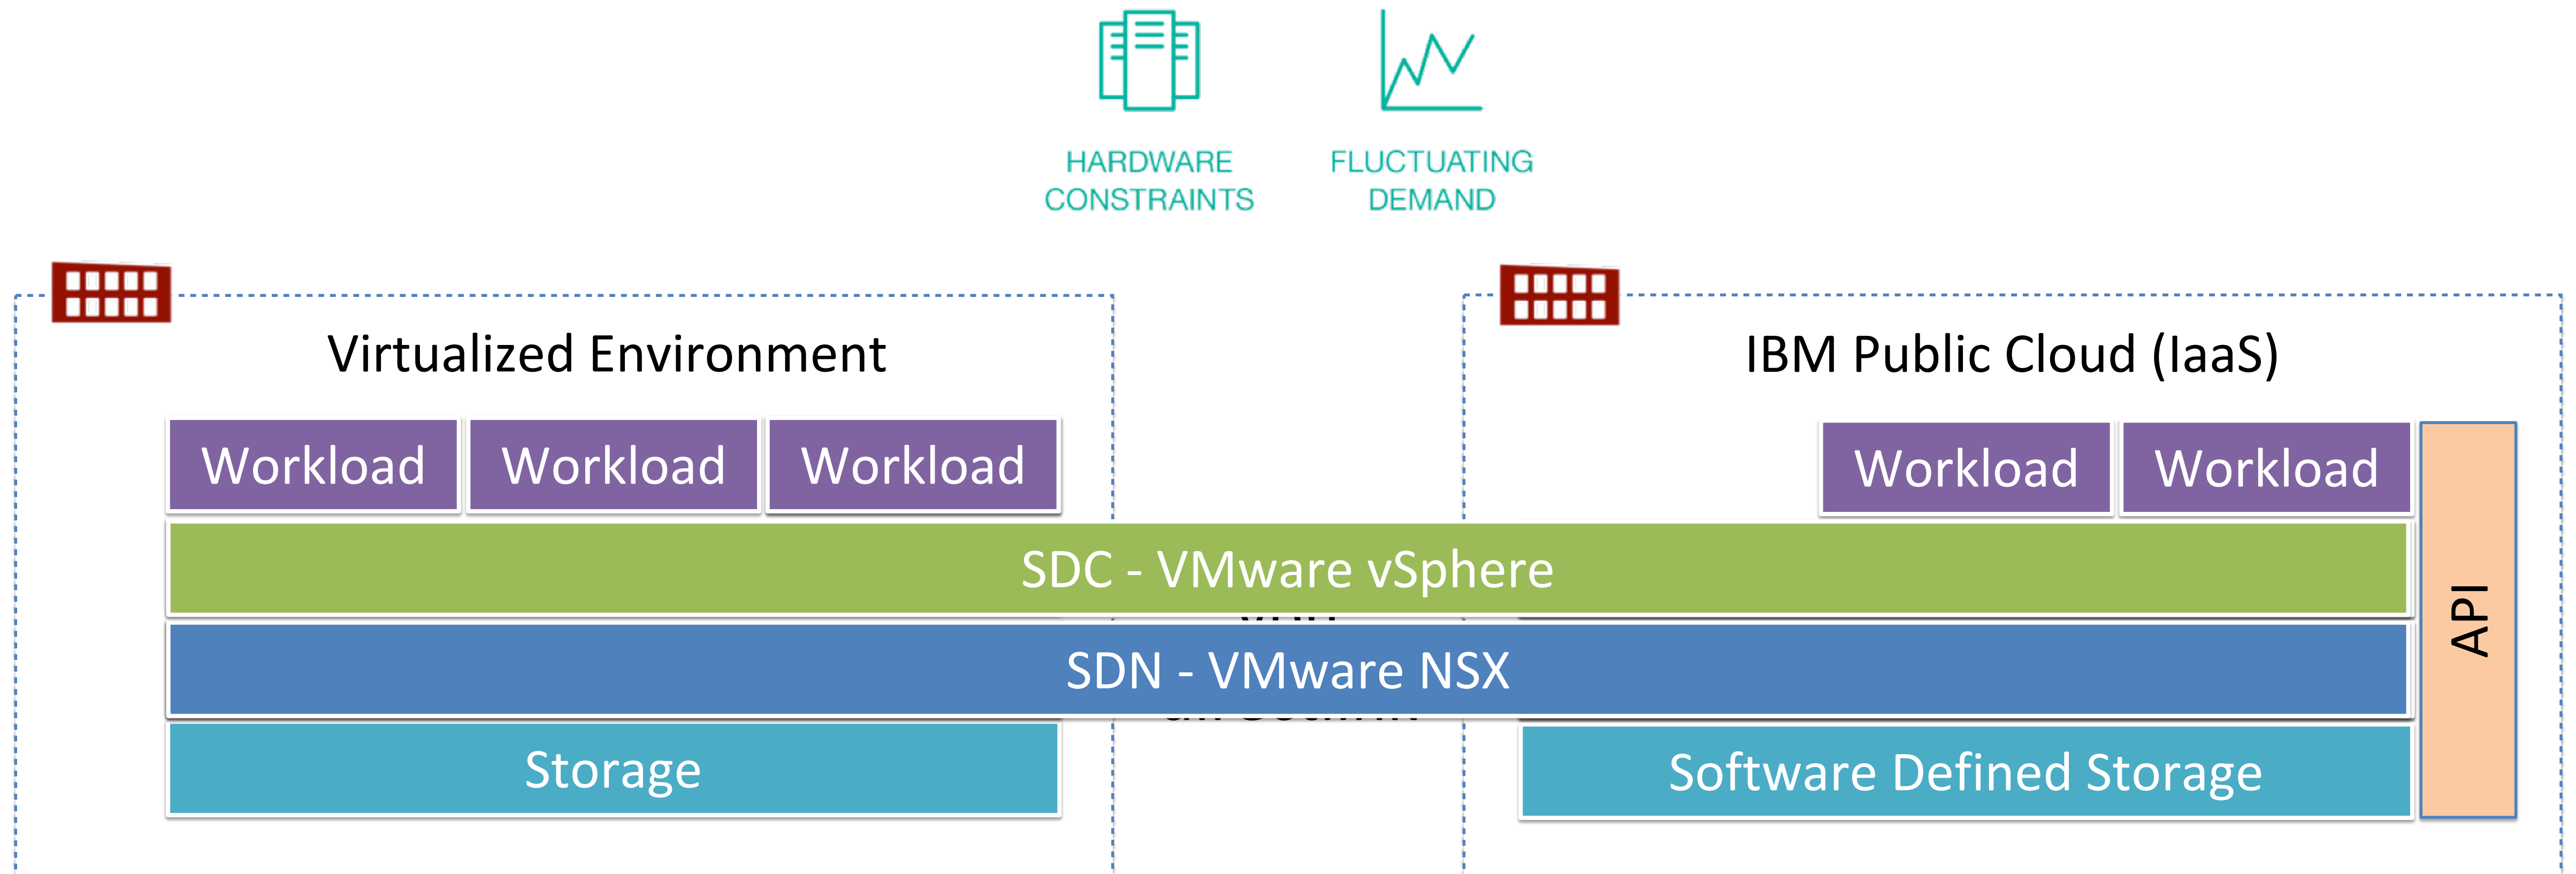 HARDWARE
CONSTRAINTS
FLUCTUATING
DEMAND
Virtualized Environment
IBM Public Cloud (IaaS)
Workload Workload Workload
Workload Workload
SDC - VMware vSphere
SDN - VMware NSX
API
Storage
Software Defined Storage